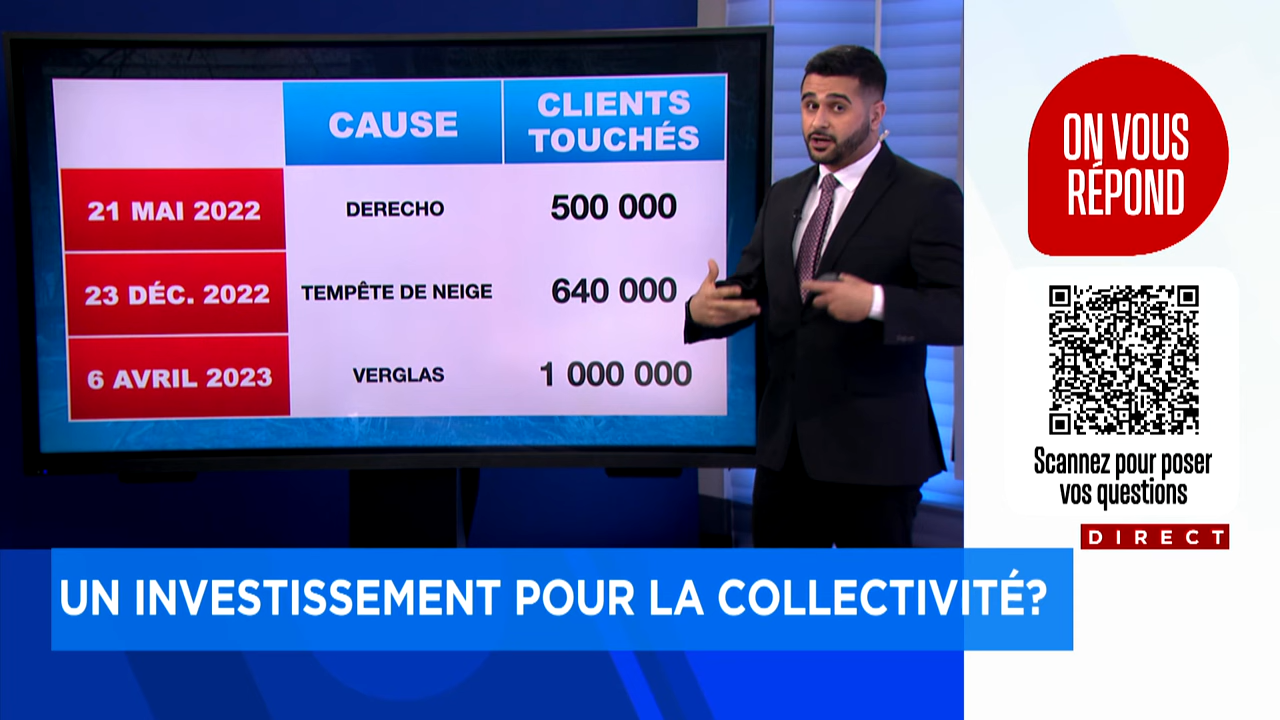 CAUSE
CLIENTS
TOUCHÉS
21 MAI 2022
DERECHO
500 000
23 DÉC. 2022
TEMPÊTE DE NEIGE
640 000
6 AVRIL 2023
VERGLAS
1 000 000
ON VOUS
RÉPOND
Scannez pour poser
vos questions
DIRECT
UN INVESTISSEMENT POUR LA COLLECTIVITÉ?